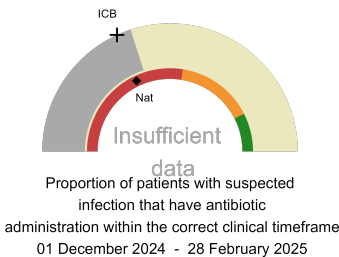 ICB
Nat
Insufficient
data
Proportion of patients with suspected
infection that have antibiotic
administration within the correct clinical timeframe
01 December 2024 - 28 February 2025